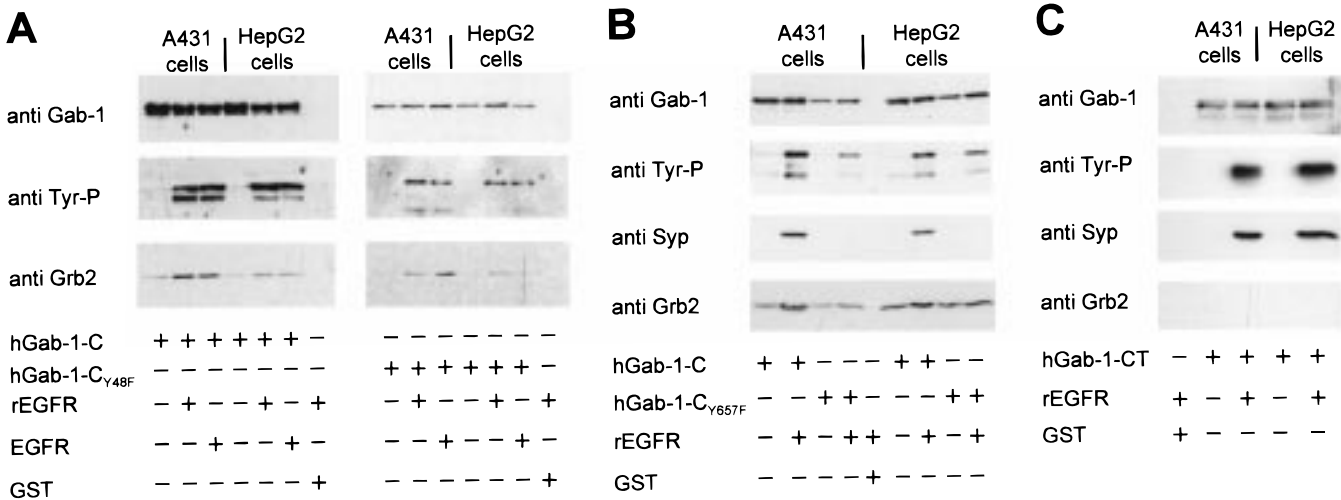 A
A431 cells | HepG2 cells
A431 cells | HepG2 cells
anti Gab-1
anti Tyr-P
anti Grb2
hGab-1-C + + + + + + − − − − − − − −
hGab-1-C_Y48F − − − − − − − + + + + + + −
rEGFR − + − − + − + − + − − + − +
EGFR − − + − − + − − − + − − + −
GST − − − − − − + − − − − − − +
B
A431 cells | HepG2 cells
anti Gab-1
anti Tyr-P
anti Syp
anti Grb2
hGab-1-C + + − − − + + − −
hGab-1-C_Y657F − − + + − − − + +
rEGFR − + − + + − + − +
GST − − − − + − − − −
C
A431 cells | HepG2 cells
anti Gab-1
anti Tyr-P
anti Syp
anti Grb2
hGab-1-CT − + + + +
rEGFR + − + − +
GST + − − − −